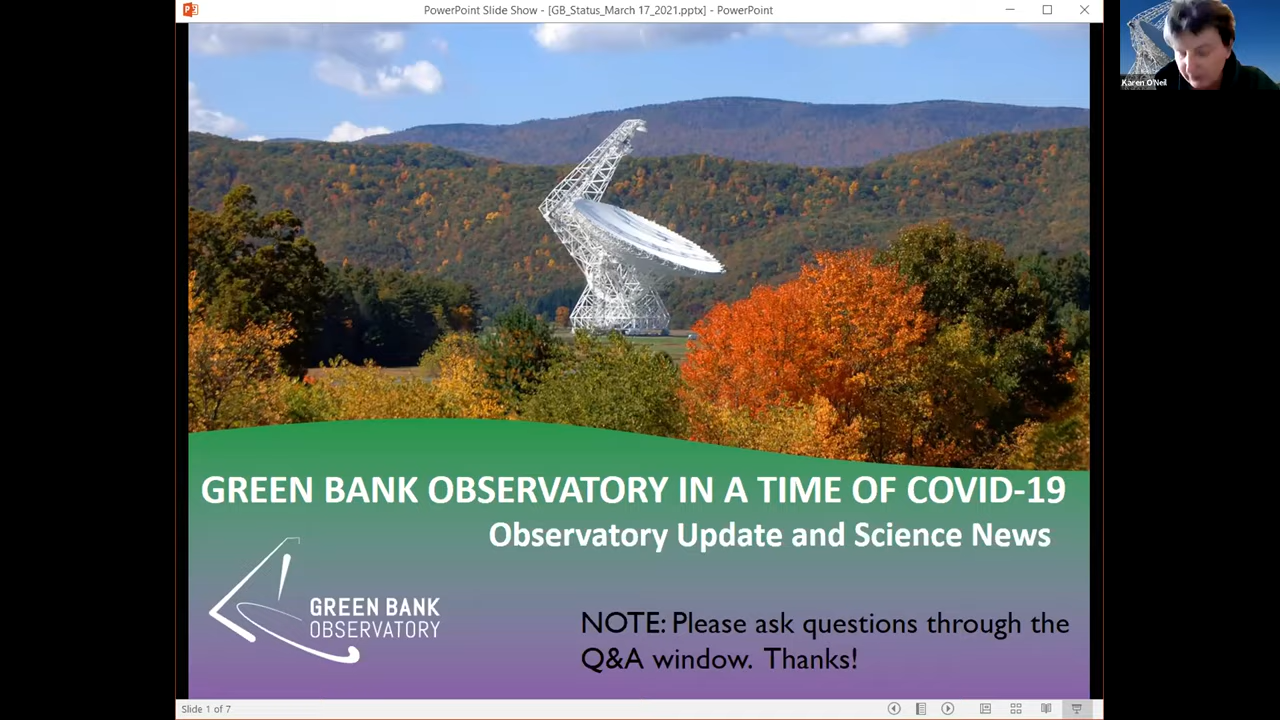 PowerPoint Slide Show - [GB_Status_March 17_2021.pptx] - PowerPoint
Karen O'Neil
GREEN BANK OBSERVATORY IN A TIME OF COVID-19
Observatory Update and Science News
GREEN BANK
OBSERVATORY
NOTE: Please ask questions through the
Q&A window. Thanks!
Slide 1 of 7